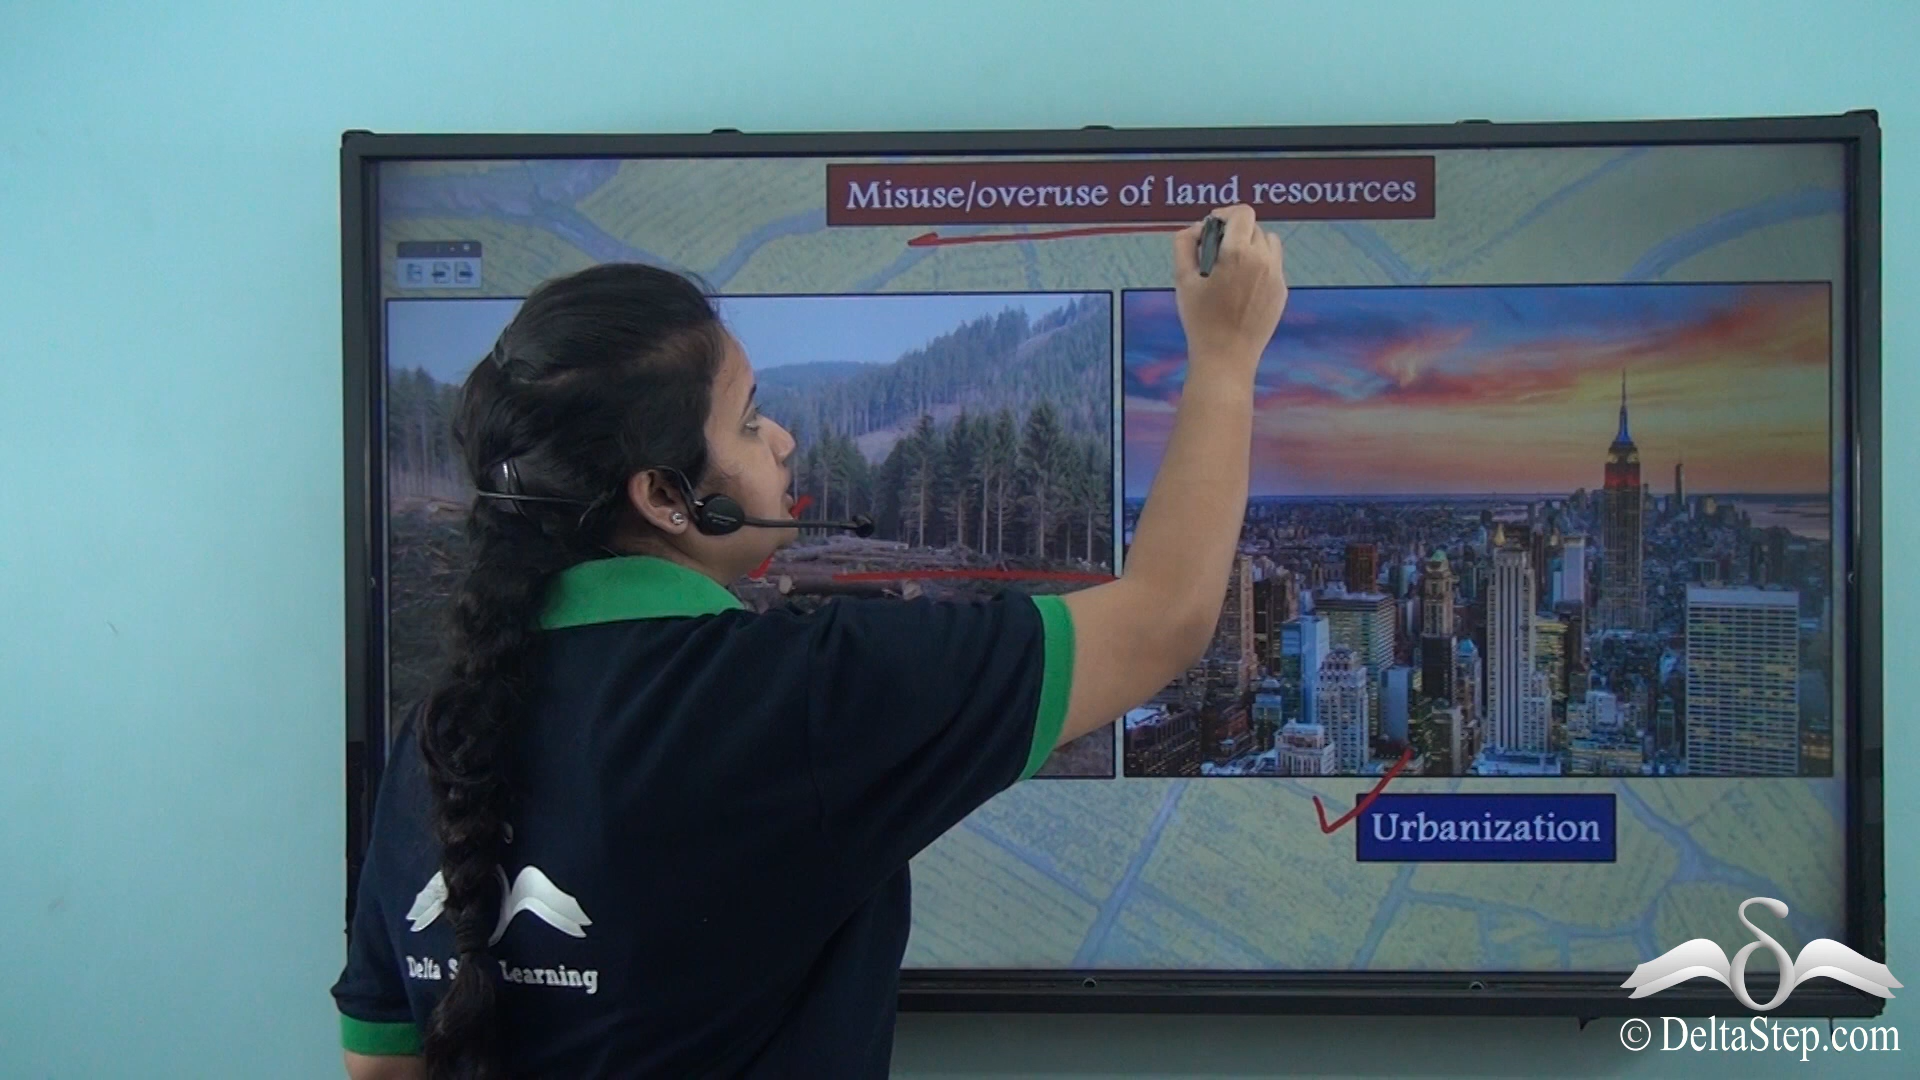 Misuse/overuse of land resources
Urbanization
Delta S Learning
© DeltaStep.com